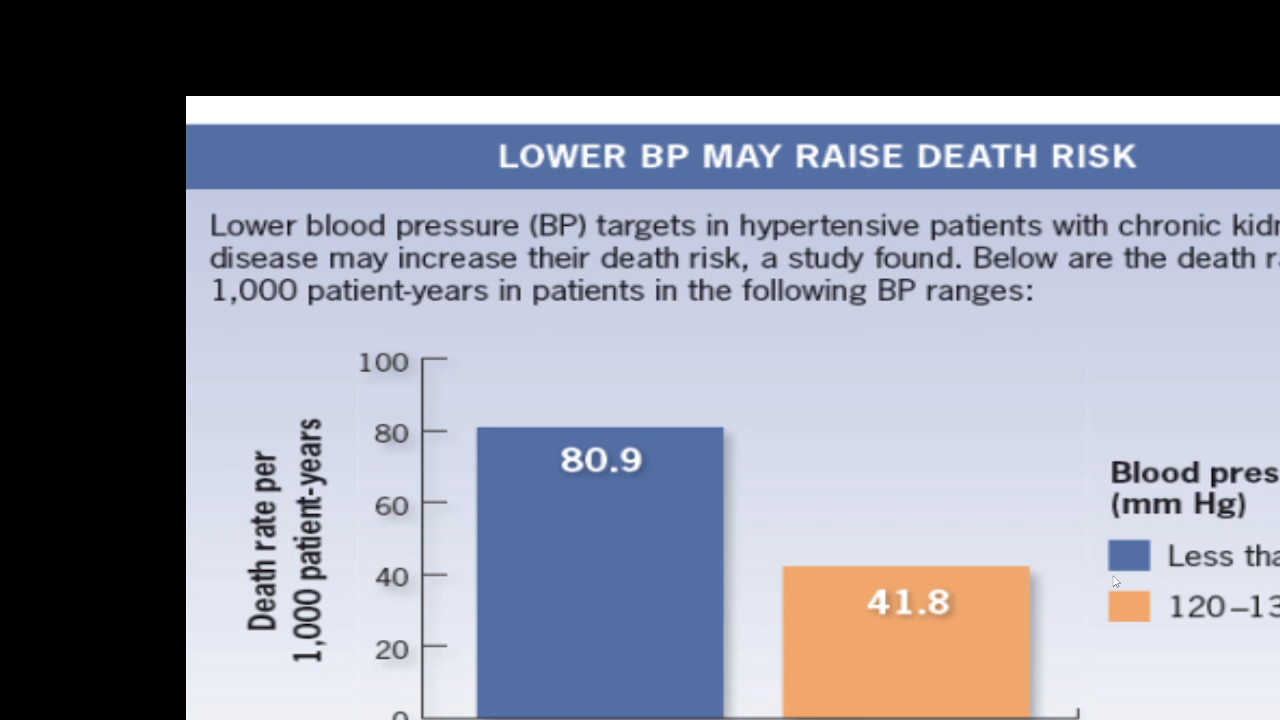 LOWER BP MAY RAISE DEATH RISK
Lower blood pressure (BP) targets in hypertensive patients with chronic
disease may increase their death risk, a study found. Below are the death
1,000 patient-years in patients in the following BP ranges:
100
80
60
40
20
0
Death rate per
1,000 patient-years
80.9
41.8
Blood
(mm Hg)
Less